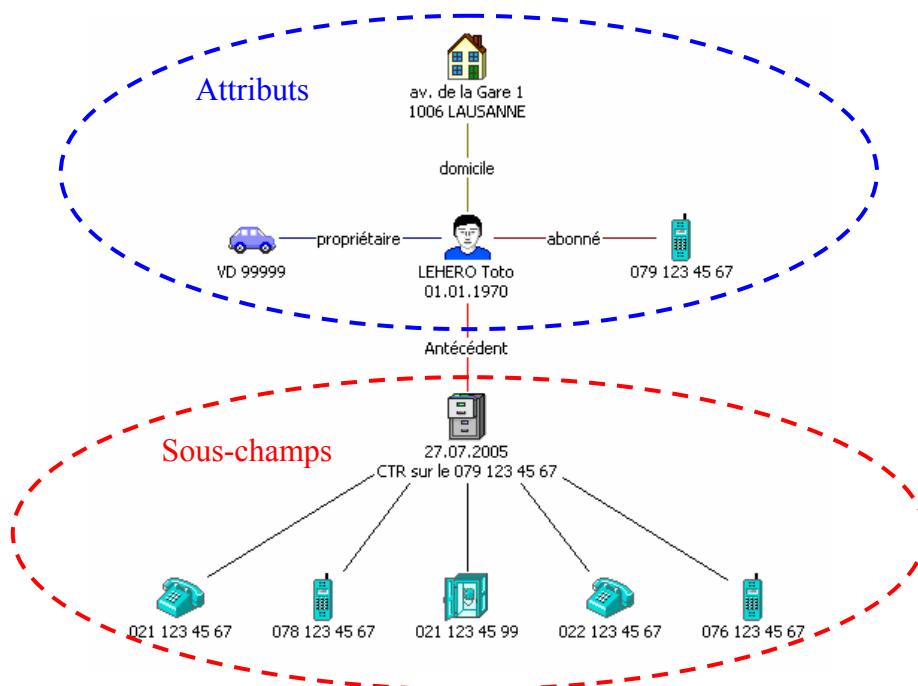 Attributs
av. de la Gare 1
1006 LAUSANNE
domicile
propriétaire
abonné
VD 99999
LEHERO Toto
01.01.1970
079 123 45 67
Antécédent
Sous-champs
27.07.2005
CTR sur le 079 123 45 67
021 123 45 67
078 123 45 67
021 123 45 99
022 123 45 67
076 123 45 67